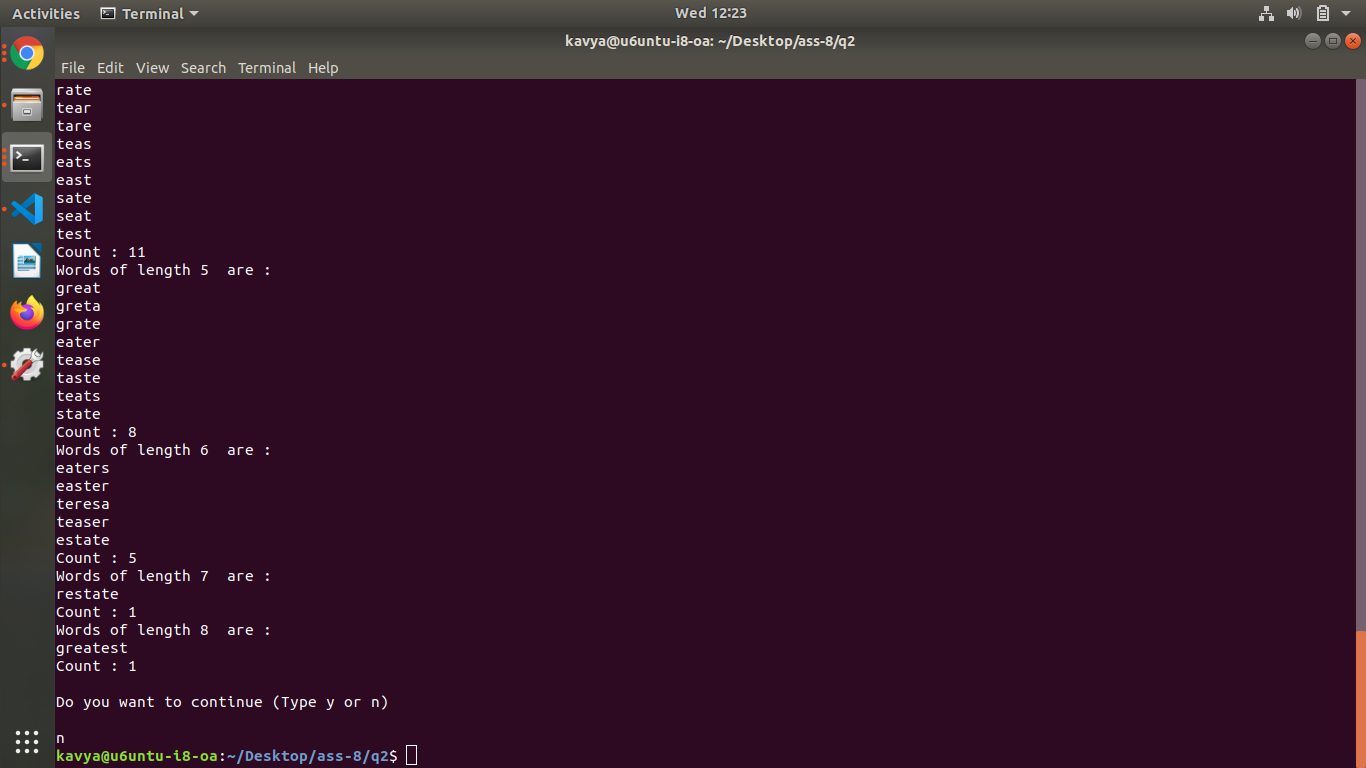 Activities Terminal Wed 12:23
kavya@u6untu-i8-oa: ~/Desktop/ass-8/q2
File Edit View Search Terminal Help
rate
tear
tare
teas
eats
east
sate
seat
test
Count : 11
Words of length 5  are :
great
greta
grate
eater
tease
taste
teats
state
Count : 8
Words of length 6  are :
eaters
easter
teresa
teaser
estate
Count : 5
Words of length 7  are :
restate
Count : 1
Words of length 8  are :
greatest
Count : 1
Do you want to continue (Type y or n)
n
kavya@u6untu-i8-oa:~/Desktop/ass-8/q2$